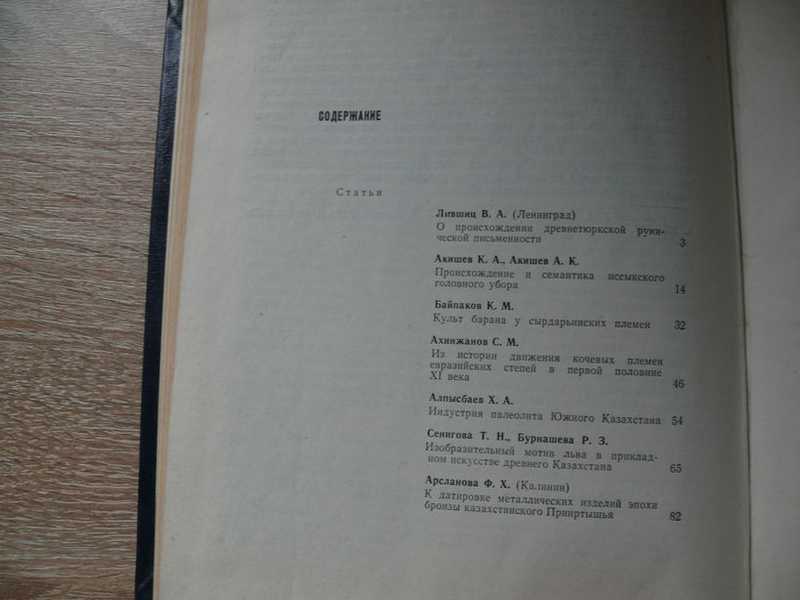 СОДЕРЖАНИЕ
Статьи
Лившиц В. А. (Ленинград)
О происхождении древнетюркской руни-
ческой письменности 3
Акишев К. А., Акишев А. К.
Происхождение и семантика иссыкского
головного убора 14
Байпаков К. М.
Культ барана у сырдарьинских племен 32
Ахинжанов С. М.
Из истории движения кочевых племен
евразийских степей в первой половине
XI века 46
Алпысбаев Х. А.
Индустрия палеолита Южного Казахстана 54
Сенигова Т. Н., Бурнашева Р. З.
Изобразительный мотив льва в приклад-
ном искусстве древнего Казахстана 65
Арсланова Ф. Х. (Калинин)
К датировке металлических изделий эпохи
бронзы казахстанского Прииртышья 82